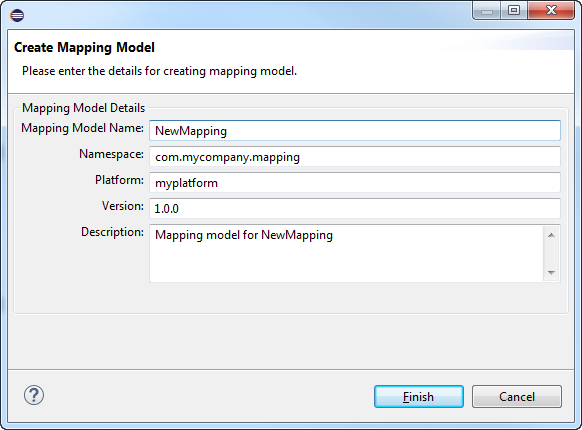 Create Mapping Model
Please enter the details for creating mapping model.
Mapping Model Details
Mapping Model Name: NewMapping
Namespace: com.mycompany.mapping
Platform: myplatform
Version: 1.0.0
Description: Mapping model for NewMapping
?
Finish Cancel